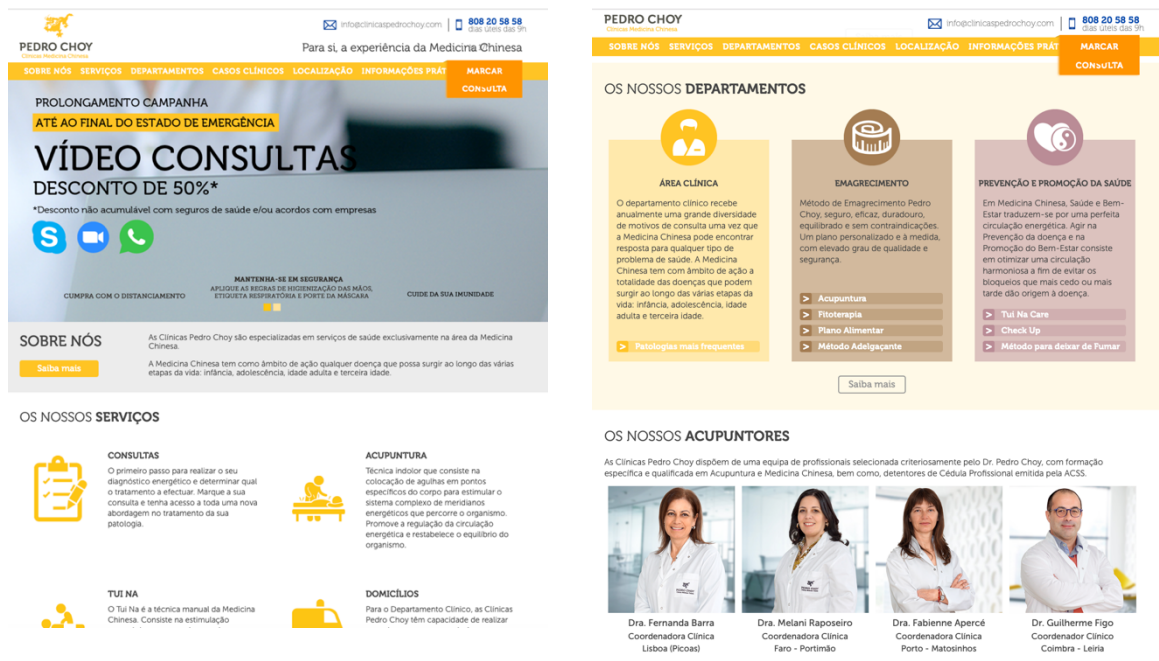 PEDRO CHOY
Clínicas Medicina Chinesa
info@clinicaspedrochoy.com
808 20 58 58
dias úteis das 9h
Para si, a experiência da Medicina Chinesa
SOBRE NÓS SERVIÇOS DEPARTAMENTOS CASOS CLÍNICOS LOCALIZAÇÃO INFORMAÇÕES PRÁT
MARCAR
CONSULTA
PROLONGAMENTO CAMPANHA
ATÉ AO FINAL DO ESTADO DE EMERGÊNCIA
VÍDEO CONSULTAS
DESCONTO DE 50%*
*Desconto não acumulável com seguros de saúde e/ou acordos com empresas
CUMPRA COM O DISTANCIAMENTO
MANTENHA-SE EM SEGURANÇA
APLIQUE AS REGRAS DE HIGIENIZAÇÃO DAS MÃOS,
ETIQUETA RESPIRATÓRIA E PORTE DA MÁSCARA
CUIDE DA SUA IMUNIDADE
SOBRE NÓS
Saiba mais
As Clínicas Pedro Choy são especializadas em serviços de saúde exclusivamente na área da Medicina
Chinesa.
A Medicina Chinesa tem como âmbito de ação qualquer doença que possa surgir ao longo das várias
etapas da vida: infância, adolescência, idade adulta e terceira idade.
OS NOSSOS SERVIÇOS
CONSULTAS
O primeiro passo para realizar o seu
diagnóstico energético e determinar qual
o tratamento a efectuar. Marque a sua
consulta e tenha acesso a toda uma nova
abordagem no tratamento da sua
patologia.
ACUPUNTURA
Técnica indolor que consiste na
colocação de agulhas em pontos
específicos do corpo para estimular o
sistema complexo de meridianos
energéticos que percorre o organismo.
Promove a regulação da circulação
energética e restabelece o equilíbrio do
organismo.
TUI NA
O Tui Na é a técnica manual da Medicina
Chinesa. Consiste na estimulação
DOMICÍLIOS
Para o Departamento Clínico, as Clínicas
Pedro Choy têm capacidade de realizar
PEDRO CHOY
Clínicas Medicina Chinesa
info@clinicaspedrochoy.com
808 20 58 58
dias úteis das 9h
SOBRE NÓS SERVIÇOS DEPARTAMENTOS CASOS CLÍNICOS LOCALIZAÇÃO INFORMAÇÕES PRÁT
MARCAR
CONSULTA
OS NOSSOS DEPARTAMENTOS
ÁREA CLÍNICA
O departamento clínico recebe
anualmente uma grande diversidade
de motivos de consulta uma vez que
a Medicina Chinesa pode encontrar
resposta para qualquer tipo de
problema de saúde. A Medicina
Chinesa tem com âmbito de ação a
totalidade das doenças que podem
surgir ao longo das várias etapas da
vida: infância, adolescência, idade
adulta e terceira idade.
> Patologias mais frequentes
EMAGRECIMENTO
Método de Emagrecimento Pedro
Choy, seguro, eficaz, duradouro,
equilibrado e sem contraindicações.
Um plano personalizado e à medida,
com elevado grau de qualidade e
segurança.
> Acupuntura
> Fitoterapia
> Plano Alimentar
> Método Adelgaçante
PREVENÇÃO E PROMOÇÃO DA SAÚDE
Em Medicina Chinesa, Saúde e Bem-
Estar traduzem-se por uma perfeita
circulação energética. Agir na
Prevenção da doença e na
Promoção do Bem-Estar consiste
em otimizar uma circulação
harmoniosa a fim de evitar os
bloqueios que mais cedo ou mais
tarde dão origem à doença.
> Tui Na Care
> Check Up
> Método para deixar de Fumar
Saiba mais
OS NOSSOS ACUPUNTORES
As Clínicas Pedro Choy dispõem de uma equipa de profissionais selecionada criteriosamente pelo Dr. Pedro Choy, com formação
específica e qualificada em Acupuntura e Medicina Chinesa, bem como, detentores de Cédula Profissional emitida pela ACSS.
Dra. Fernanda Barra
Coordenadora Clínica
Lisboa (Picoas)
Dra. Melani Raposeiro
Coordenadora Clínica
Faro - Portimão
Dra. Fabienne Apercé
Coordenadora Clínica
Porto - Matosinhos
Dr. Guilherme Figo
Coordenador Clínico
Coimbra - Leiria